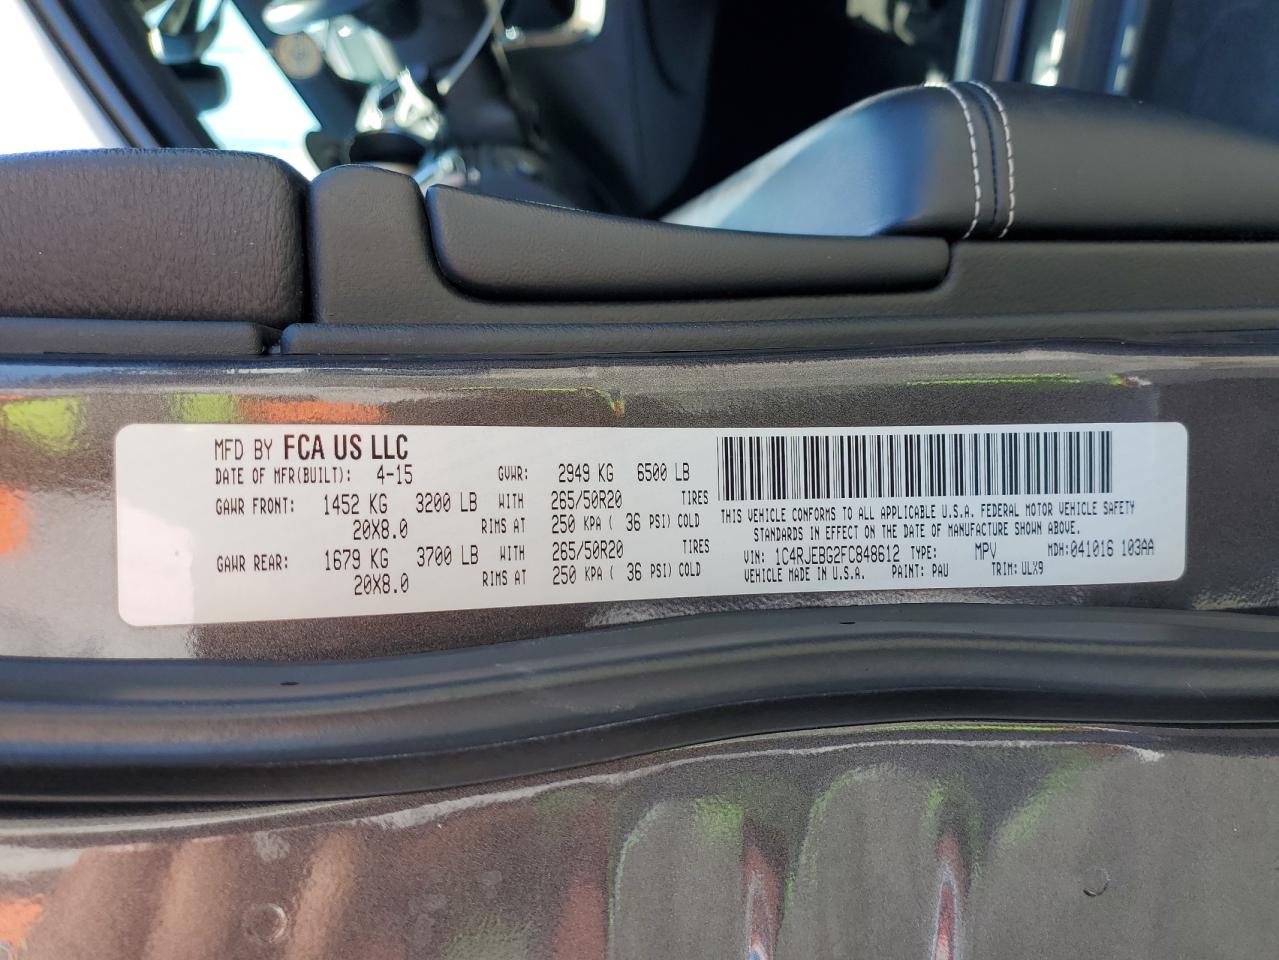 MFD BY FCA US LLC
DATE OF MFR(BUILT): 4-15 GVWR: 2949 KG 6500 LB
GAWR FRONT: 1452 KG 3200 LB WITH 265/50R20 TIRES
20X8.0 RIMS AT 250 KPA ( 36 PSI) COLD
GAWR REAR: 1679 KG 3700 LB WITH 265/50R20 TIRES
20X8.0 RIMS AT 250 KPA ( 36 PSI) COLD
THIS VEHICLE CONFORMS TO ALL APPLICABLE U.S.A. FEDERAL MOTOR VEHICLE SAFETY
STANDARDS IN EFFECT ON THE DATE OF MANUFACTURE SHOWN ABOVE.
VIN: 1C4RJEBG2FC848612 TYPE: MPV MDH:041016 103AA
VEHICLE MADE IN U.S.A. PAINT: PAU TRIM: ULX9